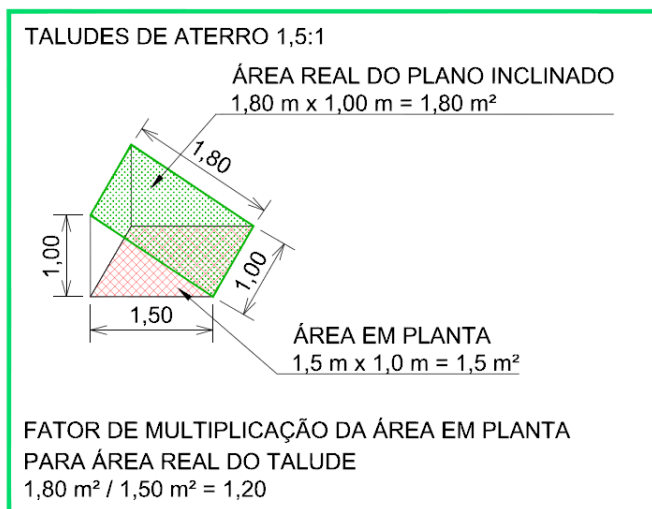 TALUDES DE ATERRO 1,5:1
ÁREA REAL DO PLANO INCLINADO
1,80 m x 1,00 m = 1,80 m²
1,80
1,00
1,00
1,50
ÁREA EM PLANTA
1,5 m x 1,0 m = 1,5 m²
FATOR DE MULTIPLICAÇÃO DA ÁREA EM PLANTA
PARA ÁREA REAL DO TALUDE
1,80 m² / 1,50 m² = 1,20